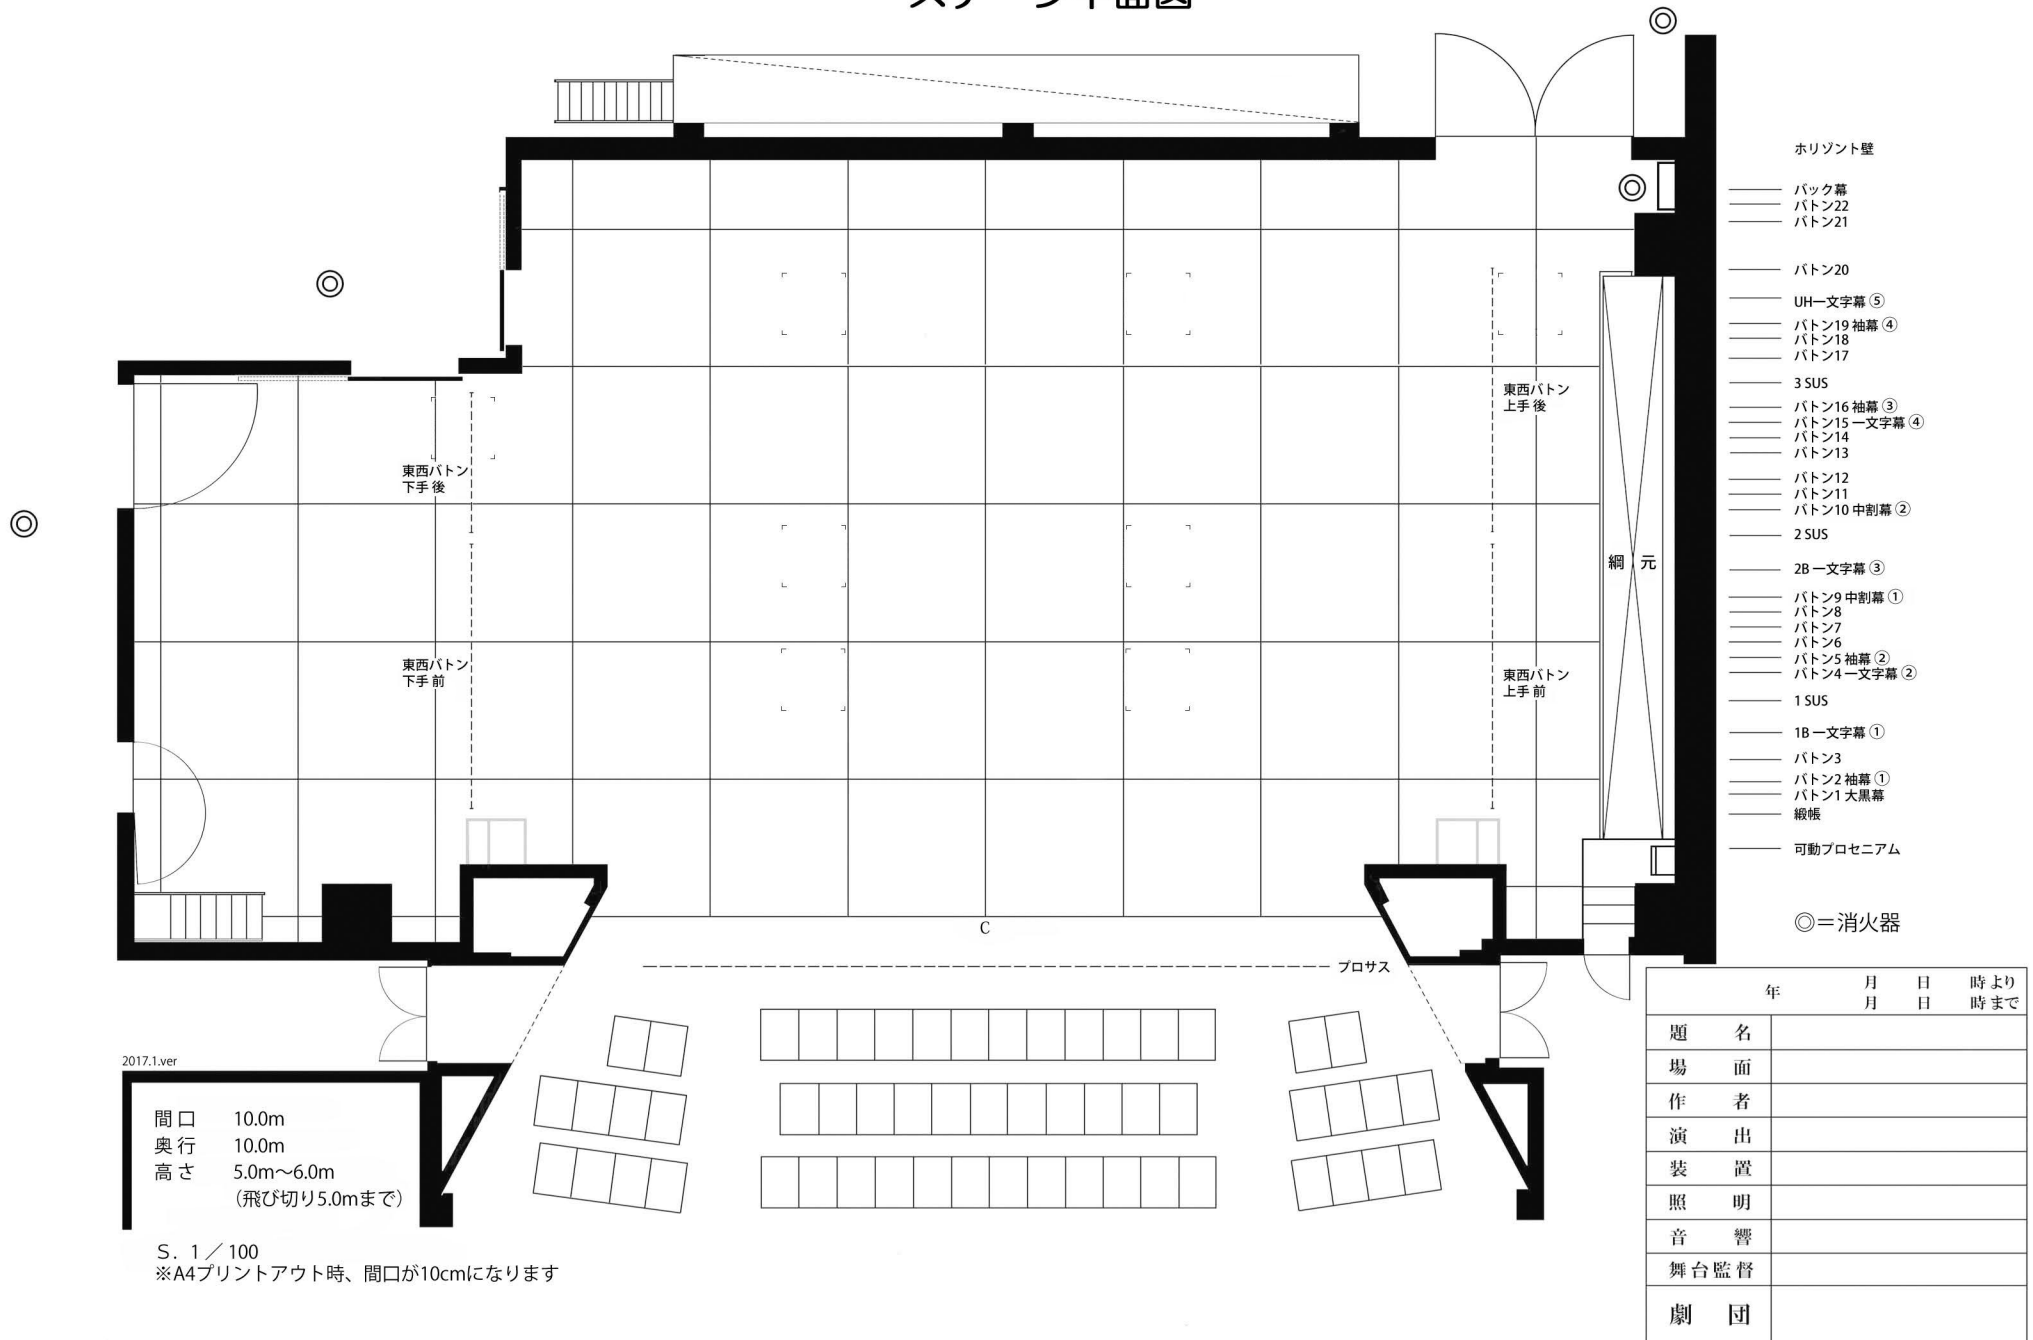 ステージ平面図
ホリゾント壁
バック幕
バトン22
バトン21
バトン20
UH一文字幕⑤
バトン19 袖幕④
バトン18
バトン17
3 SUS
バトン16 袖幕③
バトン15 一文字幕④
バトン14
バトン13
バトン12
バトン11
バトン10 中割幕②
2 SUS
2B 一文字幕③
バトン9 中割幕①
バトン8
バトン7
バトン6
バトン5 袖幕②
バトン4 一文字幕②
1 SUS
1B 一文字幕①
バトン3
バトン2 袖幕①
バトン1 大黒幕
緞帳
可動プロセニアム
◎＝消火器
東西バトン
上手 後
東西バトン
下手 後
綱 元
東西バトン
下手 前
東西バトン
上手 前
C
プロサス
2017.1.ver
間口 10.0m
奥行 10.0m
高さ 5.0m〜6.0m
（飛び切り5.0mまで）
S. 1／100
※A4プリントアウト時、間口が10cmになります
年 月 日 時より
月 日 時まで
題 名
場 面
作 者
演 出
装 置
照 明
音 響
舞台監督
劇 団